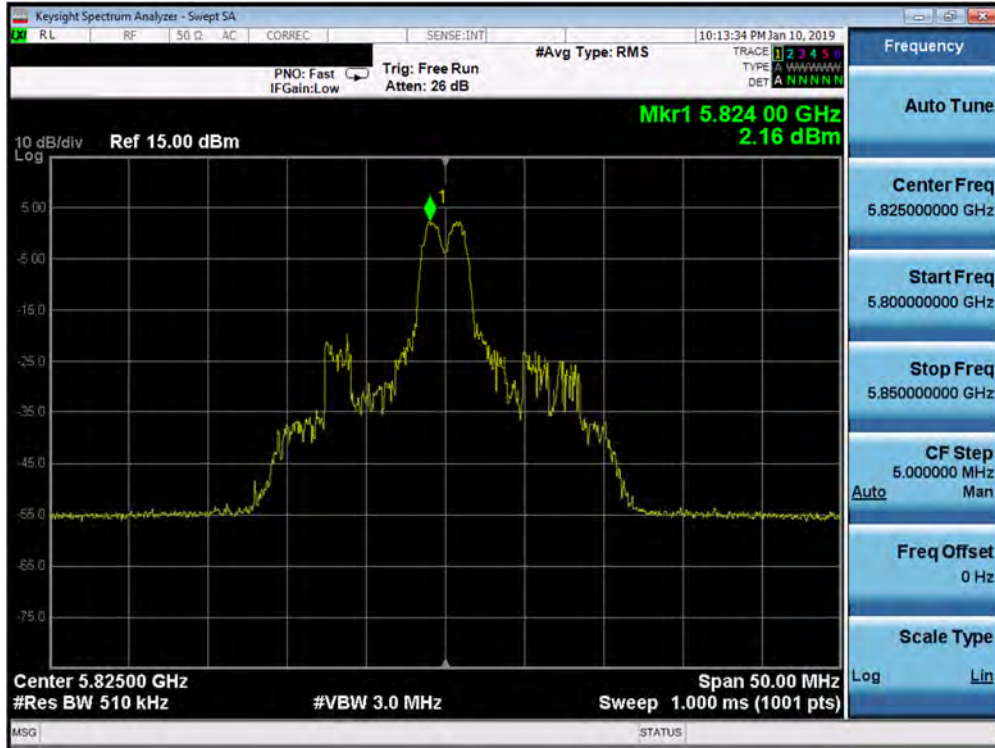 Keysight Spectrum Analyzer - Swept SA
LXI RL RF 50 Ω AC CORREC SENSE:INT 10:13:34 PM Jan 10, 2019
#Avg Type: RMS TRACE 1 2 3 4 5 6
PNO: Fast Trig: Free Run TYPE A WWWWW
IFGain:Low Atten: 26 dB DET A N N N N N
Mkr1 5.824 00 GHz
2.16 dBm
10 dB/div Ref 15.00 dBm
Log
1
5.00
-5.00
-15.0
-25.0
-35.0
-45.0
-55.0
-65.0
-75.0
Center 5.82500 GHz Span 50.00 MHz
#Res BW 510 kHz #VBW 3.0 MHz Sweep 1.000 ms (1001 pts)
MSG STATUS
Frequency
Auto Tune
Center Freq
5.825000000 GHz
Start Freq
5.800000000 GHz
Stop Freq
5.850000000 GHz
CF Step
5.000000 MHz
Auto Man
Freq Offset
0 Hz
Scale Type
Log Lin